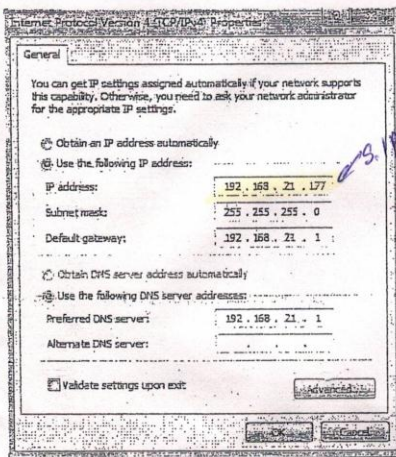 Internet Protocol Version 4 (TCP/IPv4) Properties
General
You can get IP settings assigned automatically if your network supports
this capability. Otherwise, you need to ask your network administrator
for the appropriate IP settings.
Obtain an IP address automatically
Use the following IP address:
IP address: 192 . 168 . 21 . 177
Subnet mask: 255 . 255 . 255 . 0
Default gateway: 192 . 168 . 21 . 1
Obtain DNS server address automatically
Use the following DNS server addresses:
Preferred DNS server: 192 . 168 . 21 . 1
Alternate DNS server: . . .
Validate settings upon exit
Advanced...
OK Cancel